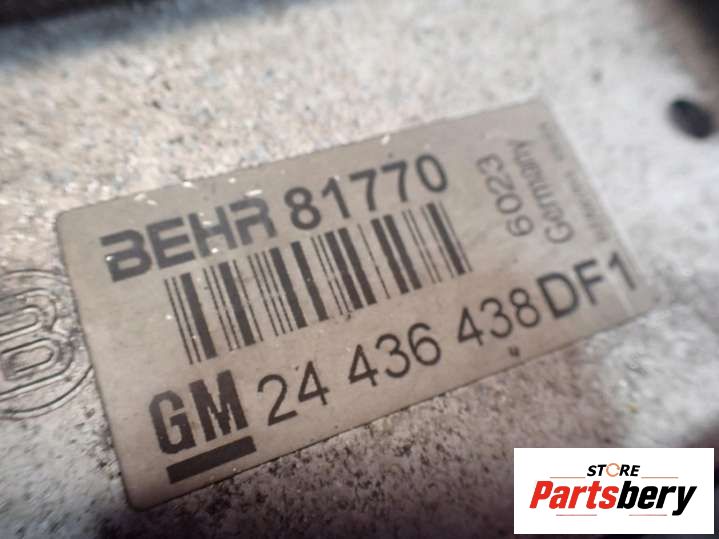 BEHR 81770
6023
Germany
GM 24 436 438 DF1
B
STORE
Partsbery